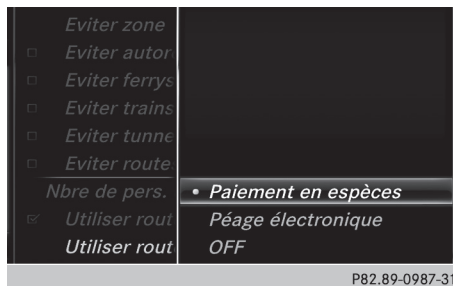 Eviter zone
Eviter autor
Eviter ferrys
Eviter trains
Eviter tunne
Eviter route
Nbre de pers.
Utiliser rout
Utiliser rout
Paiement en espèces
Péage électronique
OFF
P82.89-0987-31